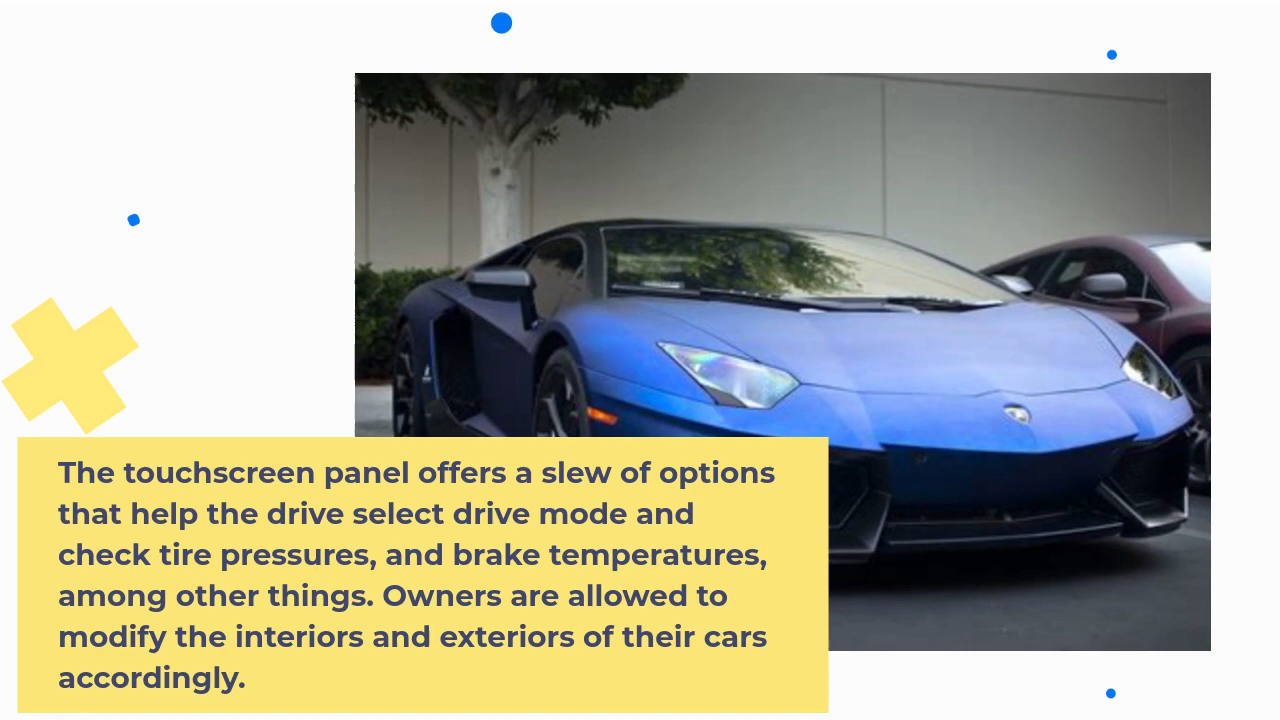 The touchscreen panel offers a slew of options
that help the drive select drive mode and
check tire pressures, and brake temperatures,
among other things. Owners are allowed to
modify the interiors and exteriors of their cars
accordingly.